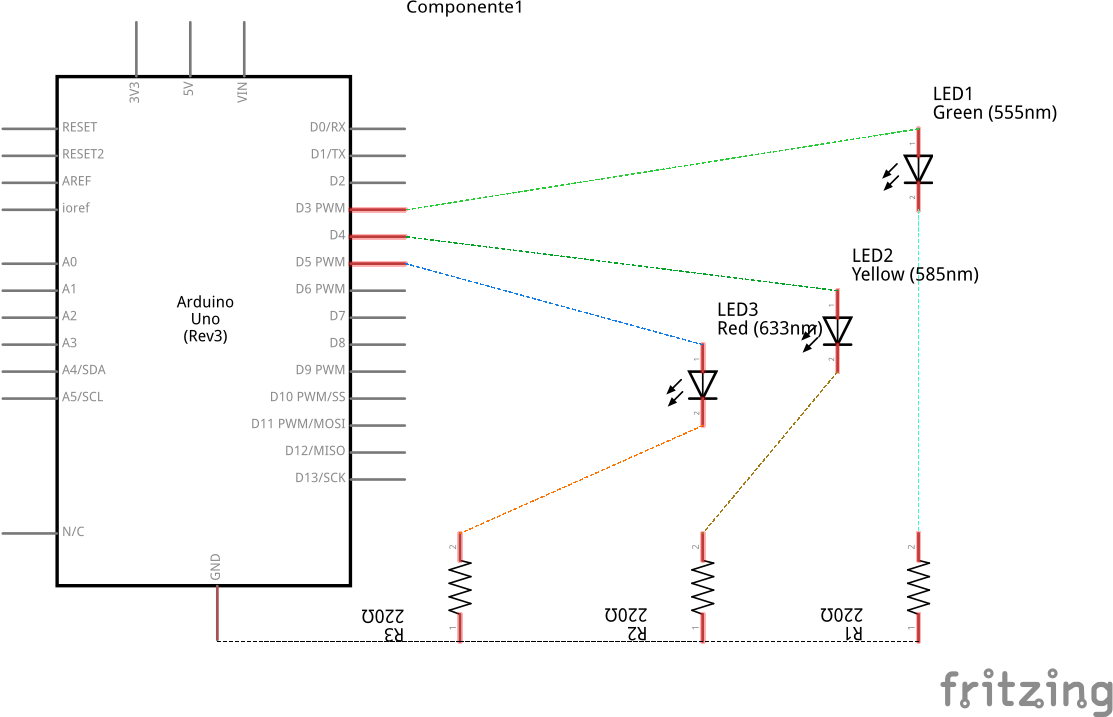 Componente1
3V3
5V
VIN
LED1
Green (555nm)
RESET
D0/RX
1
RESET2
D1/TX
AREF
D2
2
ioref
D3 PWM
D4
LED2
Yellow (585nm)
A0
D5 PWM
A1
D6 PWM
1
Arduino
Uno
(Rev3)
LED3
Red (633nm)
A2
D7
A3
D8
1
2
A4/SDA
D9 PWM
A5/SCL
D10 PWM/SS
2
D11 PWM/MOSI
D12/MISO
D13/SCK
N/C
2
2
2
GND
220Ω
R3
220Ω
R2
220Ω
R1
1
1
1
fritzing